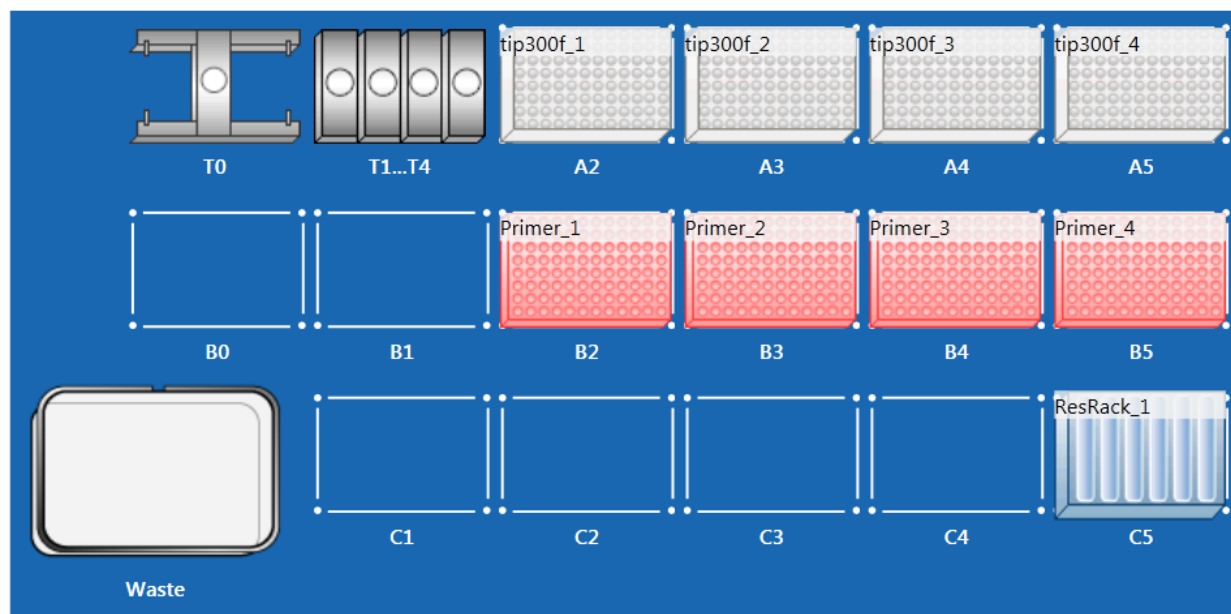 tip300f_1 tip300f_2 tip300f_3 tip300f_4
T0 T1...T4 A2 A3 A4 A5
Primer_1 Primer_2 Primer_3 Primer_4
B0 B1 B2 B3 B4 B5
ResRack_1
C1 C2 C3 C4 C5
Waste